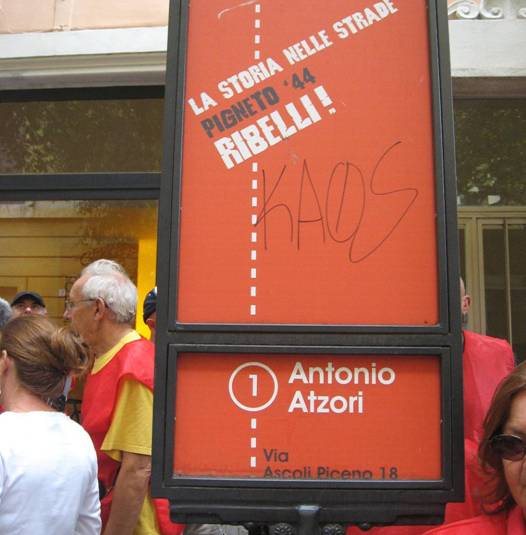 LA STORIA NELLE STRADE
PIGNETO '44
RIBELLI!
KAOS
1
Antonio
Atzori
Via
Ascoli Piceno 18